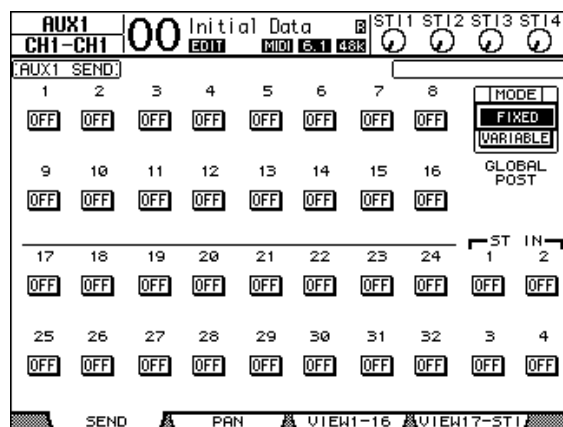 AUX1
CH1-CH1
00
Initial Data
EDIT
MIDI 6.1 48k
STI1 STI2 STI3 STI4
AUX1 SEND
1 2 3 4 5 6 7 8
OFF OFF OFF OFF OFF OFF OFF OFF
MODE
FIXED
VARIABLE
GLOBAL
POST
9 10 11 12 13 14 15 16
OFF OFF OFF OFF OFF OFF OFF OFF
ST IN
17 18 19 20 21 22 23 24 1 2
OFF OFF OFF OFF OFF OFF OFF OFF OFF OFF
25 26 27 28 29 30 31 32 3 4
OFF OFF OFF OFF OFF OFF OFF OFF OFF OFF
SEND PAN VIEW1-16 VIEW17-STI